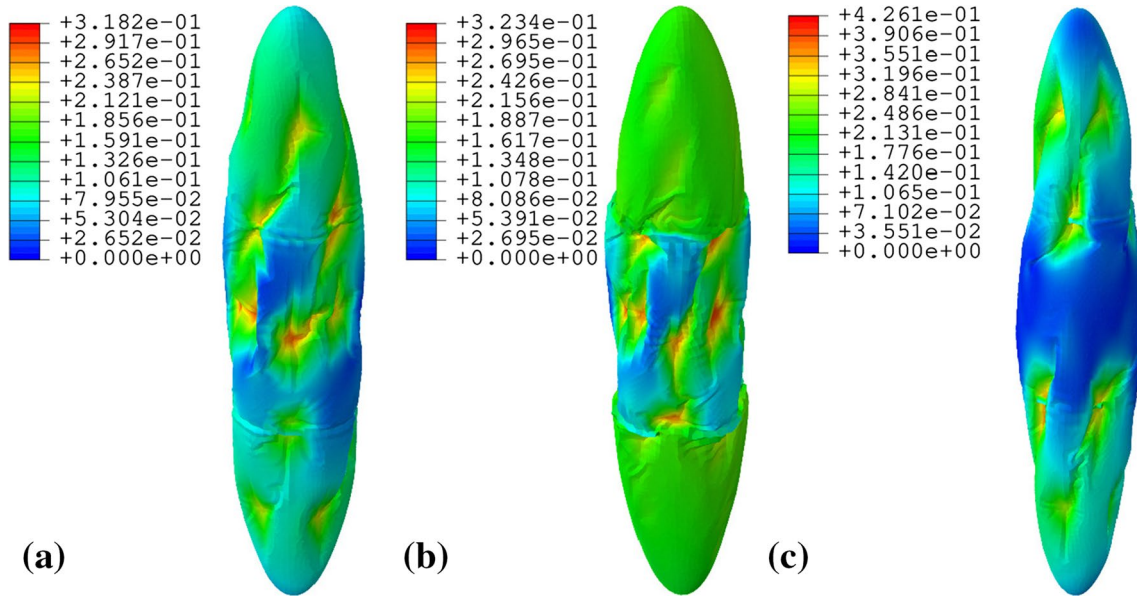 +3.182e-01
+2.917e-01
+2.652e-01
+2.387e-01
+2.121e-01
+1.856e-01
+1.591e-01
+1.326e-01
+1.061e-01
+7.955e-02
+5.304e-02
+2.652e-02
+0.000e+00
(a)
+3.234e-01
+2.965e-01
+2.695e-01
+2.426e-01
+2.156e-01
+1.887e-01
+1.617e-01
+1.348e-01
+1.078e-01
+8.086e-02
+5.391e-02
+2.695e-02
+0.000e+00
(b)
+4.261e-01
+3.906e-01
+3.551e-01
+3.196e-01
+2.841e-01
+2.486e-01
+2.131e-01
+1.776e-01
+1.420e-01
+1.065e-01
+7.102e-02
+3.551e-02
+0.000e+00
(c)